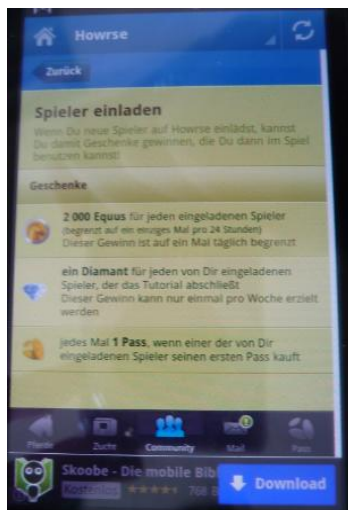 Howrse
Zurück
Spieler einladen
Wenn Du neue Spieler auf Howrse einlädst, kannst
Du damit Geschenke gewinnen, die Du dann im Spiel
benutzen kannst!
Geschenke
2 000 Equus für jeden eingeladenen Spieler
(begrenzt auf ein einziges Mal pro 24 Stunden)
Dieser Gewinn ist auf ein Mal täglich begrenzt
ein Diamant für jeden von Dir eingeladenen
Spieler, der das Tutorial abschließt
Dieser Gewinn kann nur einmal pro Woche erzielt
werden
jedes Mal 1 Pass, wenn einer der von Dir
eingeladenen Spieler seinen ersten Pass kauft
Pferde Zucht Community Mail Pass
Skoobe - Die mobile Bib
Kostenlos 768 B
Download